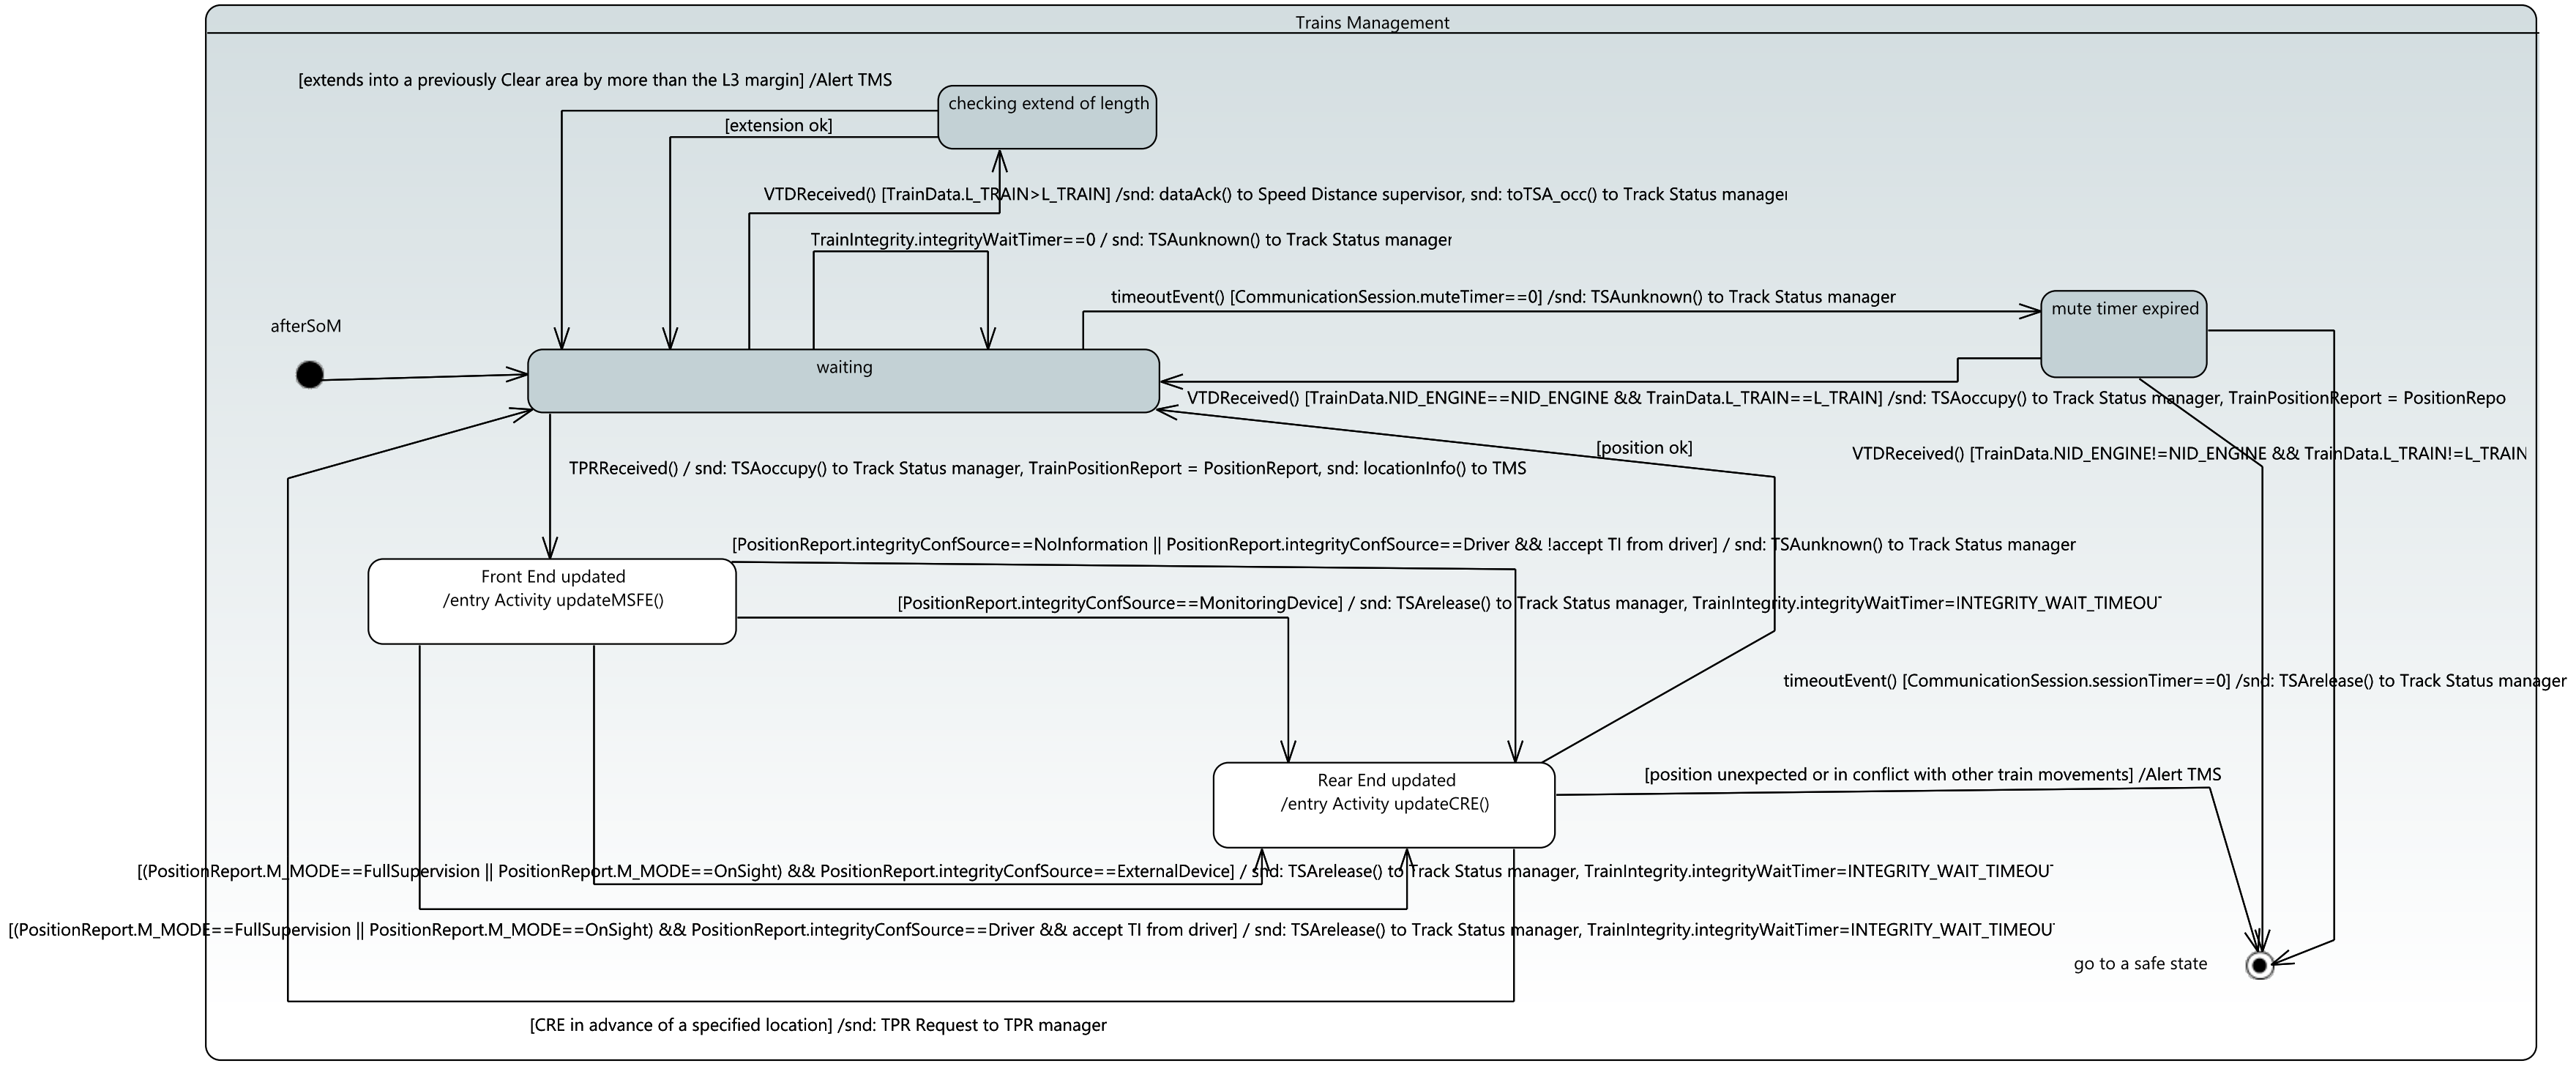 Trains Management
[extends into a previously Clear area by more than the L3 margin] /Alert TMS
checking extend of length
[extension ok]
VTDReceived() [TrainData.L_TRAIN>L_TRAIN] /snd: dataAck() to Speed Distance supervisor, snd: toTSA_occ() to Track Status manager
TrainIntegrity.integrityWaitTimer==0 / snd: TSAunknown() to Track Status manager
timeoutEvent() [CommunicationSession.muteTimer==0] /snd: TSAunknown() to Track Status manager
mute timer expired
afterSoM
waiting
VTDReceived() [TrainData.NID_ENGINE==NID_ENGINE && TrainData.L_TRAIN==L_TRAIN] /snd: TSAoccupy() to Track Status manager, TrainPositionReport = PositionRepo
[position ok]
VTDReceived() [TrainData.NID_ENGINE!=NID_ENGINE && TrainData.L_TRAIN!=L_TRAIN
TPRReceived() / snd: TSAoccupy() to Track Status manager, TrainPositionReport = PositionReport, snd: locationInfo() to TMS
[PositionReport.integrityConfSource==NoInformation || PositionReport.integrityConfSource==Driver && !accept TI from driver] / snd: TSAunknown() to Track Status manager
Front End updated
/entry Activity updateMSFE()
[PositionReport.integrityConfSource==MonitoringDevice] / snd: TSArelease() to Track Status manager, TrainIntegrity.integrityWaitTimer=INTEGRITY_WAIT_TIMEOUT
timeoutEvent() [CommunicationSession.sessionTimer==0] /snd: TSArelease() to Track Status manager
Rear End updated
/entry Activity updateCRE()
[position unexpected or in conflict with other train movements] /Alert TMS
[(PositionReport.M_MODE==FullSupervision || PositionReport.M_MODE==OnSight) && PositionReport.integrityConfSource==ExternalDevice] / snd: TSArelease() to Track Status manager, TrainIntegrity.integrityWaitTimer=INTEGRITY_WAIT_TIMEOUT
[(PositionReport.M_MODE==FullSupervision || PositionReport.M_MODE==OnSight) && PositionReport.integrityConfSource==Driver && accept TI from driver] / snd: TSArelease() to Track Status manager, TrainIntegrity.integrityWaitTimer=INTEGRITY_WAIT_TIMEOUT
go to a safe state
[CRE in advance of a specified location] /snd: TPR Request to TPR manager